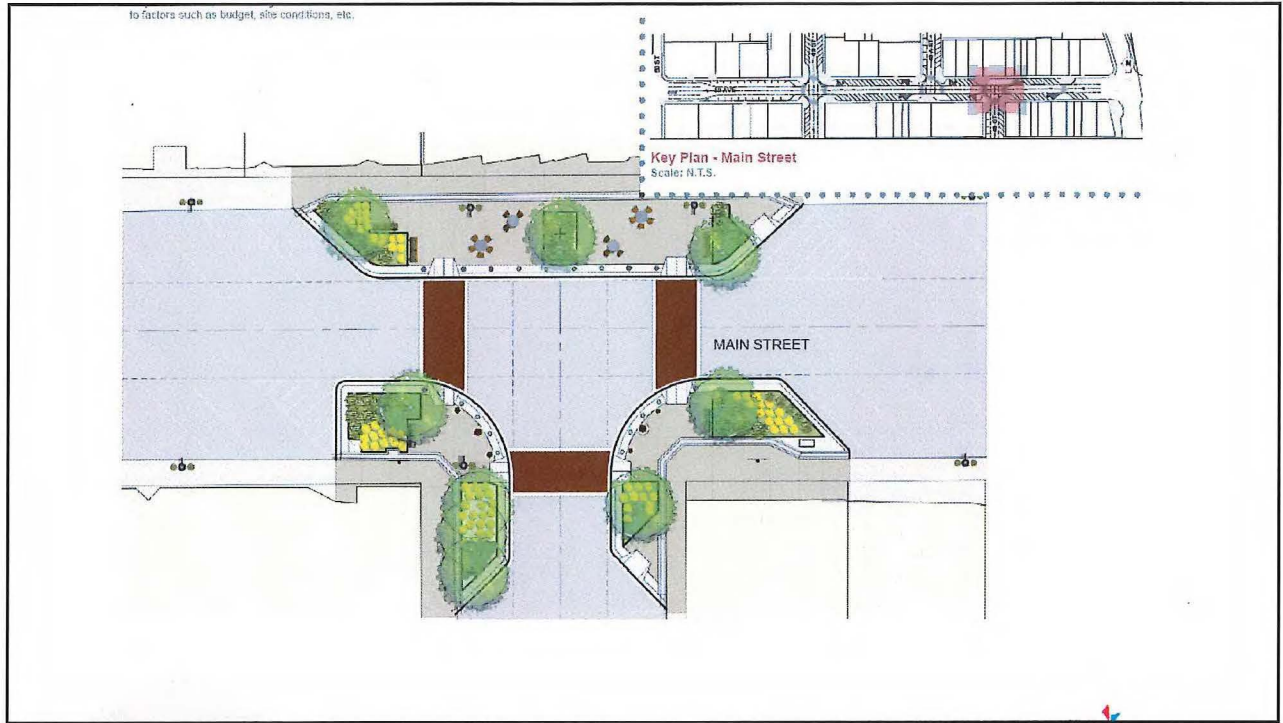 to factors such as budget, site conditions, etc.
Key Plan - Main Street
Scale: N.T.S.
MAIN STREET